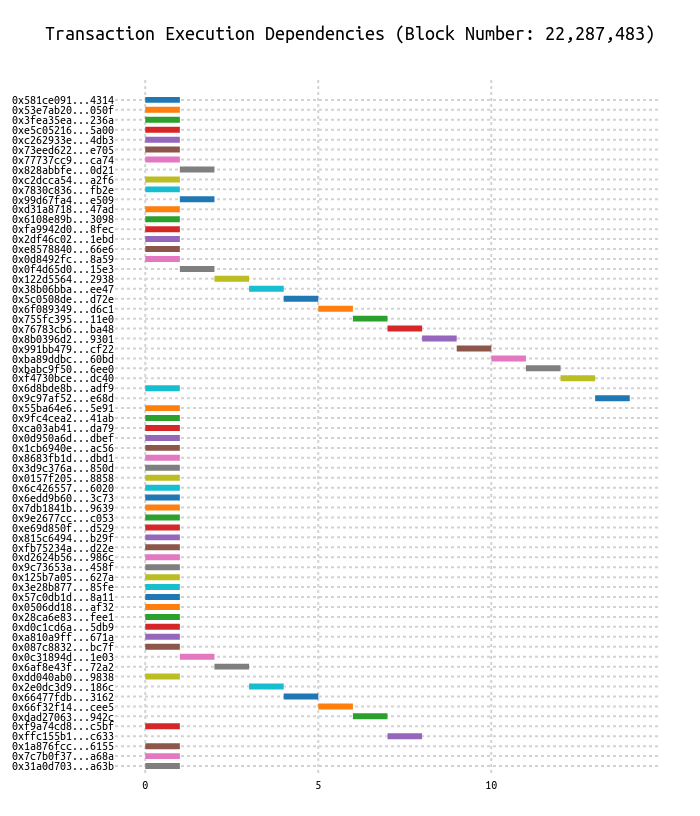 Transaction Execution Dependencies (Block Number: 22,287,483)
0x581ce091...4314
0x53e7ab20...050f
0x3fea35ea...236a
0xe5c05216...5a00
0xc262933e...4db3
0x73eed622...e705
0x77737cc9...ca74
0x828abbfe...0d21
0xc2dcca54...a2f6
0x7830c836...fb2e
0x99d67fa4...e509
0xd31a8718...47ad
0x6108e89b...3098
0xfa9942d0...8fec
0x2df46c02...1ebd
0xe8578840...66e6
0x0d8492fc...8a59
0x0f4d65d0...15e3
0x122d5564...2938
0x38b06bba...ee47
0x5c0508de...d72e
0x6f089349...d6c1
0x755fc395...11e0
0x76783cb6...ba48
0x8b0396d2...9301
0x991bb479...cf22
0xba89ddbc...60bd
0xbabc9f50...6ee0
0xf4730bce...dc40
0x6d8bde8b...adf9
0x9c97af52...e68d
0x55ba64e6...5e91
0x9fc4cea2...41ab
0xca03ab41...da79
0x0d950a6d...dbef
0x1cb6940e...ac56
0x8683fb1d...dbd1
0x3d9c376a...850d
0x0157f205...8858
0x6c426557...6020
0x6edd9b60...3c73
0x7db1841b...9639
0x9e2677cc...c053
0xe69d850f...d529
0x815c6494...b29f
0xfb75234a...d22e
0xd2624b56...986c
0x9c73653a...458f
0x125b7a05...627a
0x3e28b877...85fe
0x57c0db1d...8a11
0x0506dd18...af32
0x28ca6e83...fee1
0xd0c1cd6a...5db9
0xa810a9ff...671a
0x087c8832...bc7f
0x0c31894d...1e03
0x6af8e43f...72a2
0xdd040ab0...9838
0x2e0dc3d9...186c
0x66477fdb...3162
0x66f32f14...cee5
0xdad27063...942c
0xf9a74cd8...c5bf
0xffc155b1...c633
0x1a876fcc...6155
0x7c7b0f37...a68a
0x31a0d703...a63b
0 5 10